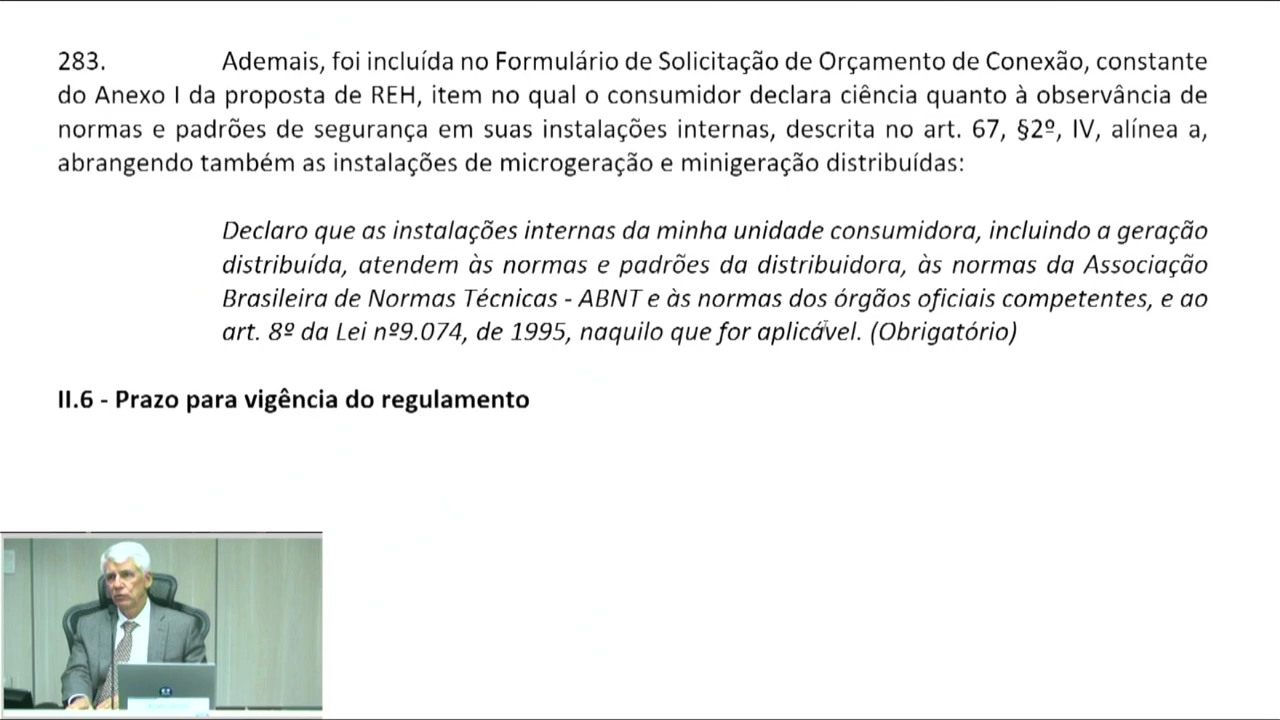 283. Ademais, foi incluída no Formulário de Solicitação de Orçamento de Conexão, constante
do Anexo I da proposta de REH, item no qual o consumidor declara ciência quanto à observância de
normas e padrões de segurança em suas instalações internas, descrita no art. 67, §2º, IV, alínea a,
abrangendo também as instalações de microgeração e minigeração distribuídas:
Declaro que as instalações internas da minha unidade consumidora, incluindo a geração
distribuída, atendem às normas e padrões da distribuidora, às normas da Associação
Brasileira de Normas Técnicas - ABNT e às normas dos órgãos oficiais competentes, e ao
art. 8º da Lei nº9.074, de 1995, naquilo que for aplicável. (Obrigatório)
II.6 - Prazo para vigência do regulamento